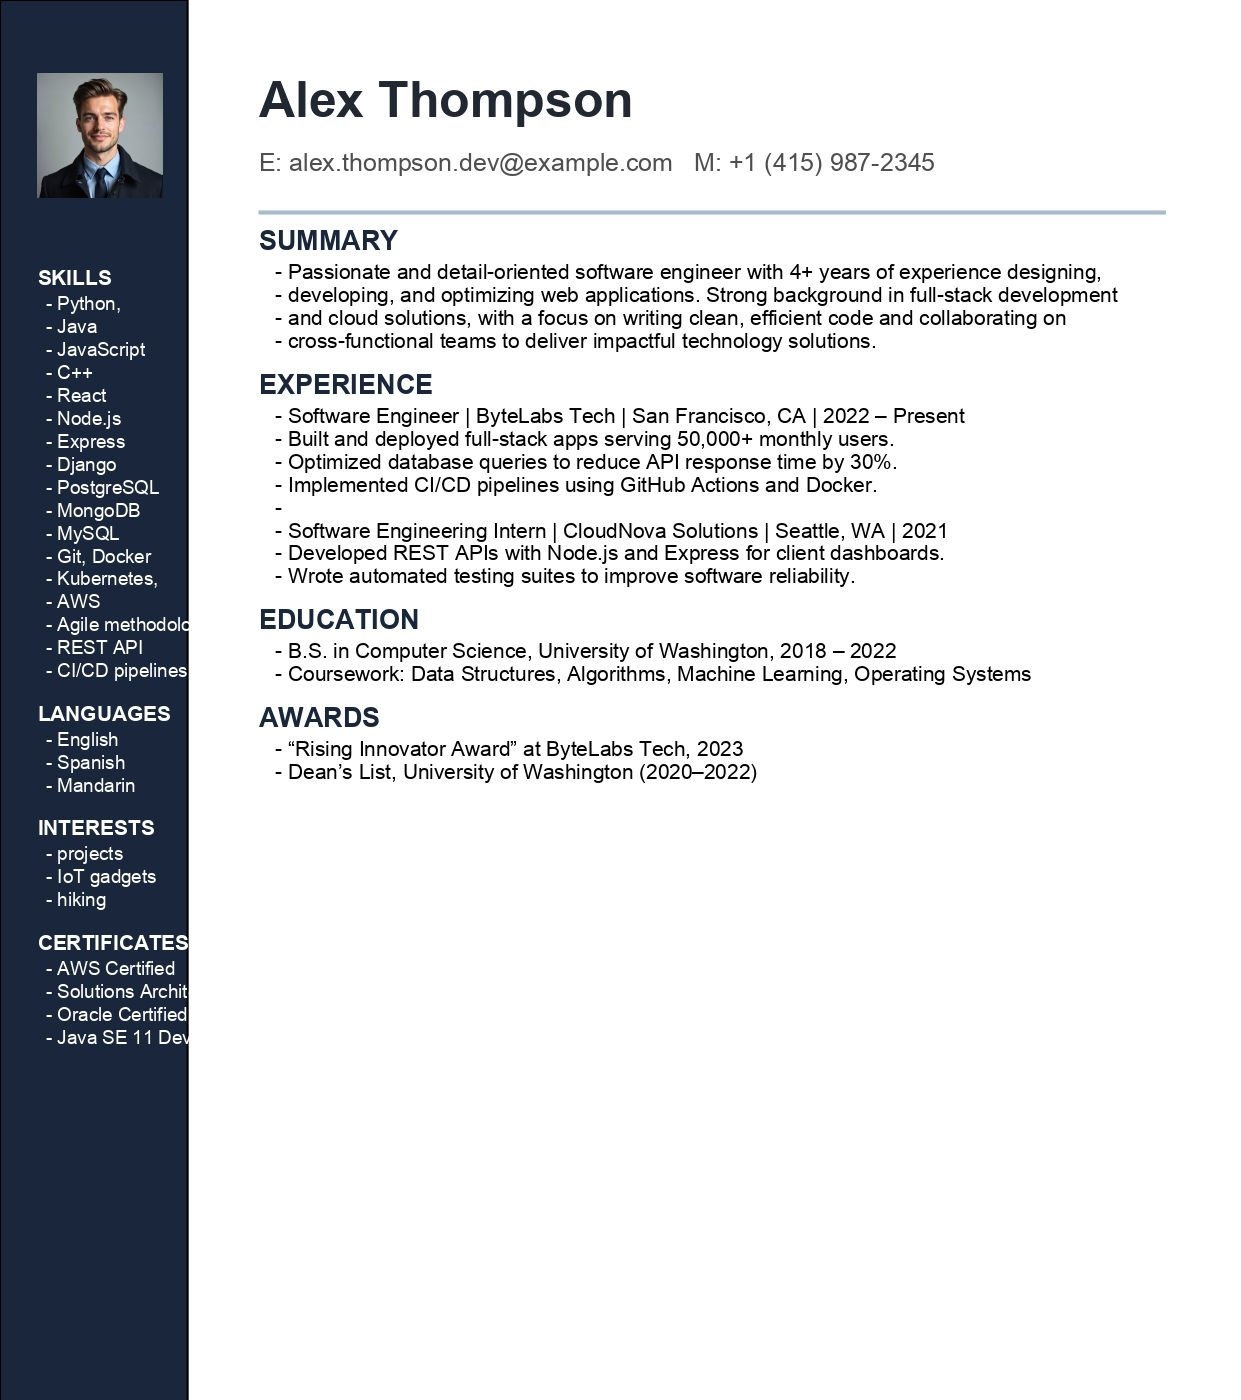 Alex Thompson
E: alex.thompson.dev@example.com M: +1 (415) 987-2345
SKILLS
- Python,
- Java
- JavaScript
- C++
- React
- Node.js
- Express
- Django
- PostgreSQL
- MongoDB
- MySQL
- Git, Docker
- Kubernetes,
- AWS
- Agile methodolo
- REST API
- CI/CD pipelines
LANGUAGES
- English
- Spanish
- Mandarin
INTERESTS
- projects
- IoT gadgets
- hiking
CERTIFICATES
- AWS Certified
- Solutions Archit
- Oracle Certified
- Java SE 11 Dev
SUMMARY
- Passionate and detail-oriented software engineer with 4+ years of experience designing,
- developing, and optimizing web applications. Strong background in full-stack development
- and cloud solutions, with a focus on writing clean, efficient code and collaborating on
- cross-functional teams to deliver impactful technology solutions.
EXPERIENCE
- Software Engineer | ByteLabs Tech | San Francisco, CA | 2022 – Present
- Built and deployed full-stack apps serving 50,000+ monthly users.
- Optimized database queries to reduce API response time by 30%.
- Implemented CI/CD pipelines using GitHub Actions and Docker.
-
- Software Engineering Intern | CloudNova Solutions | Seattle, WA | 2021
- Developed REST APIs with Node.js and Express for client dashboards.
- Wrote automated testing suites to improve software reliability.
EDUCATION
- B.S. in Computer Science, University of Washington, 2018 – 2022
- Coursework: Data Structures, Algorithms, Machine Learning, Operating Systems
AWARDS
- “Rising Innovator Award” at ByteLabs Tech, 2023
- Dean’s List, University of Washington (2020–2022)